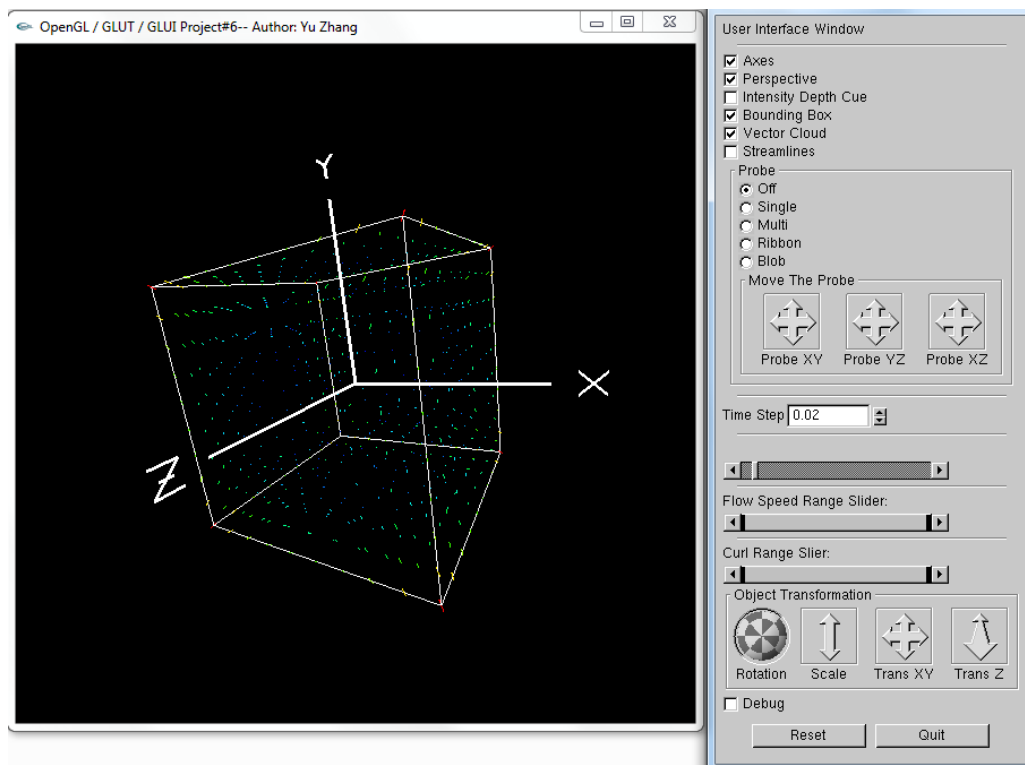 OpenGL / GLUT / GLUI Project#6-- Author: Yu Zhang
Y
X
Z
User Interface Window
Axes
Perspective
Intensity Depth Cue
Bounding Box
Vector Cloud
Streamlines
Probe
Off
Single
Multi
Ribbon
Blob
Move The Probe
Probe XY Probe YZ Probe XZ
Time Step 0.02
Flow Speed Range Slider:
Curl Range Slier:
Object Transformation
Rotation Scale Trans XY Trans Z
Debug
Reset Quit